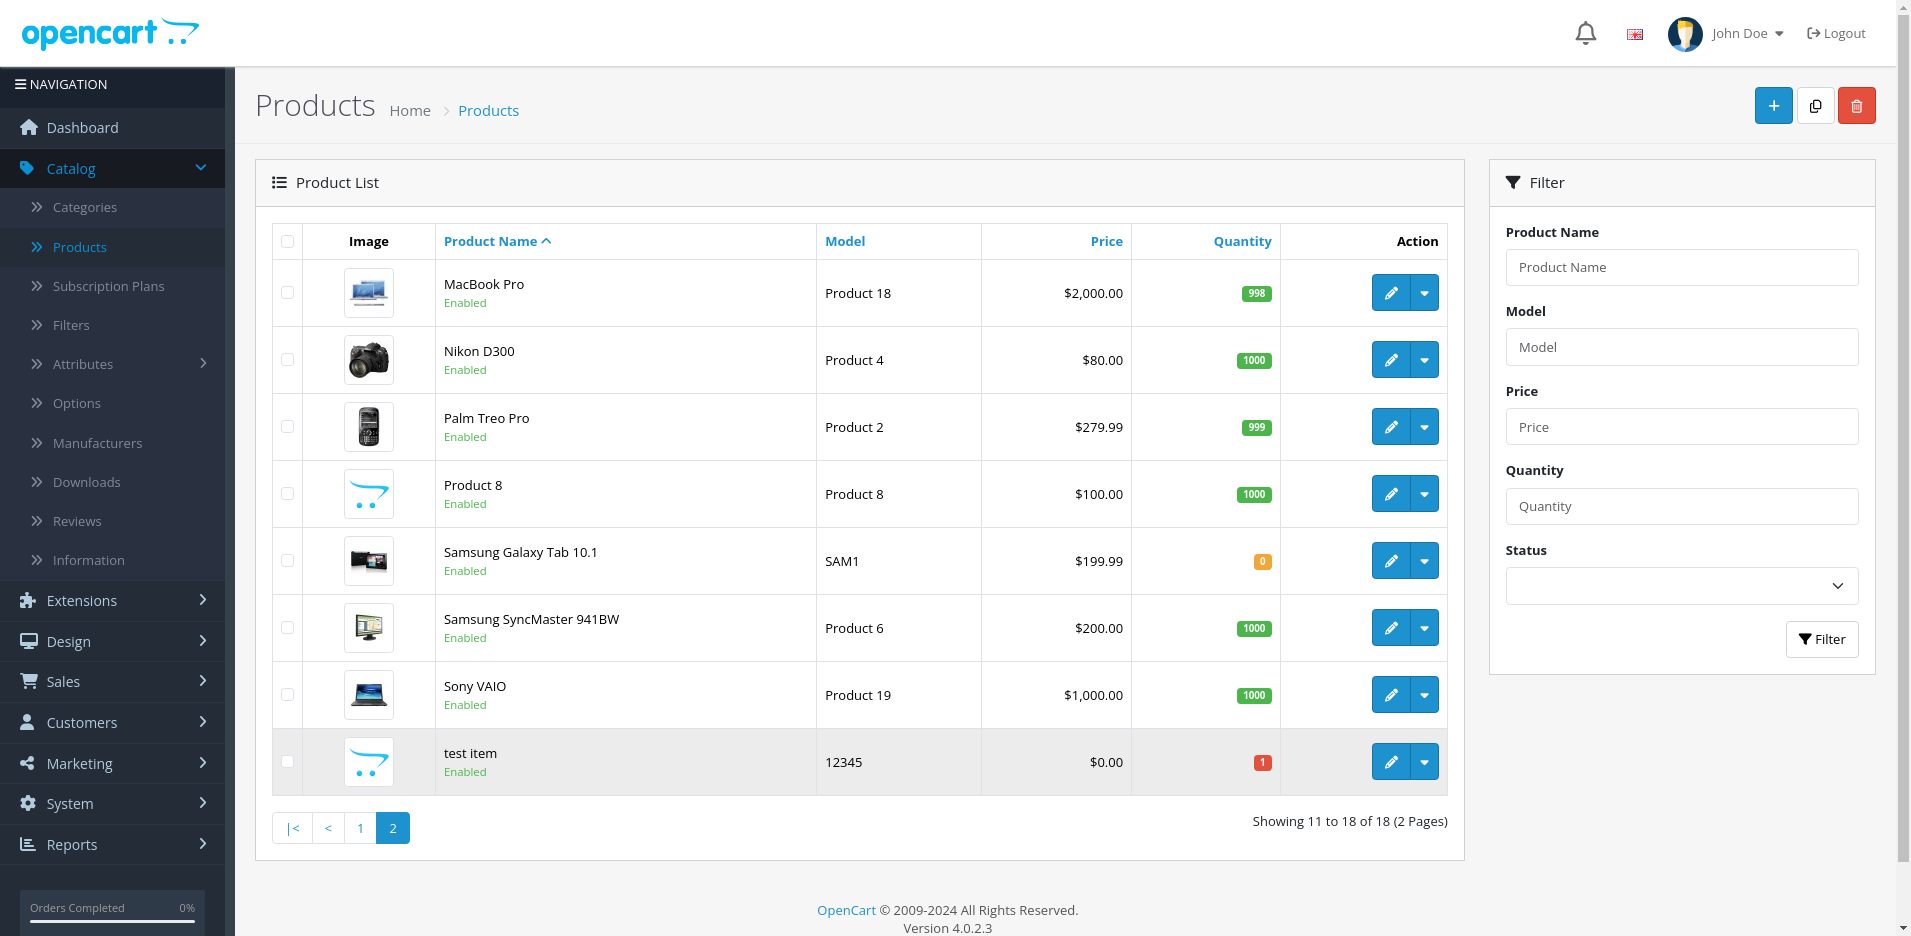 opencart
John Doe
Logout
NAVIGATION
Dashboard
Catalog
Categories
Products
Subscription Plans
Filters
Attributes
Options
Manufacturers
Downloads
Reviews
Information
Extensions
Design
Sales
Customers
Marketing
System
Reports
Orders Completed 0%
Products Home > Products
Product List
Image Product Name Model Price Quantity Action
MacBook Pro
Enabled
Product 18 $2,000.00 998
Nikon D300
Enabled
Product 4 $80.00 1000
Palm Treo Pro
Enabled
Product 2 $279.99 999
Product 8
Enabled
Product 8 $100.00 1000
Samsung Galaxy Tab 10.1
Enabled
SAM1 $199.99 0
Samsung SyncMaster 941BW
Enabled
Product 6 $200.00 1000
Sony VAIO
Enabled
Product 19 $1,000.00 1000
test item
Enabled
12345 $0.00 1
|< < 1 2
Showing 11 to 18 of 18 (2 Pages)
Filter
Product Name
Product Name
Model
Model
Price
Price
Quantity
Quantity
Status
Filter
OpenCart © 2009-2024 All Rights Reserved.
Version 4.0.2.3